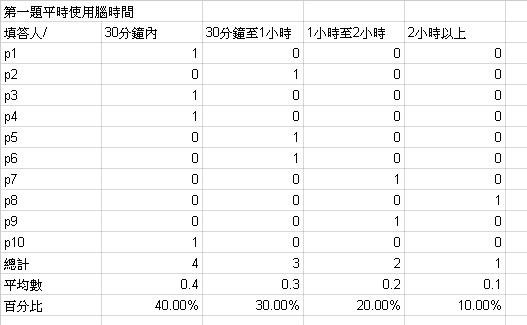 第一題平時使用腦時間
填答人/ 30分鐘內 30分鐘至1小時 1小時至2小時 2小時以上
p1 1 0 0 0
p2 0 1 0 0
p3 1 0 0 0
p4 1 0 0 0
p5 0 1 0 0
p6 0 1 0 0
p7 0 0 1 0
p8 0 0 0 1
p9 0 0 1 0
p10 1 0 0 0
總計 4 3 2 1
平均數 0.4 0.3 0.2 0.1
百分比 40.00% 30.00% 20.00% 10.00%